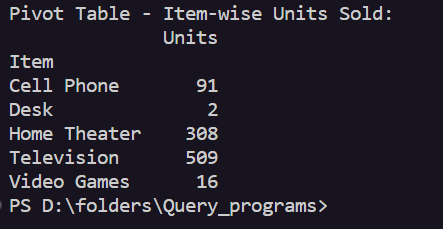 Pivot Table - Item-wise Units Sold:
Units
Item
Cell Phone 91
Desk 2
Home Theater 308
Television 509
Video Games 16
PS D:\folders\Query_programs>